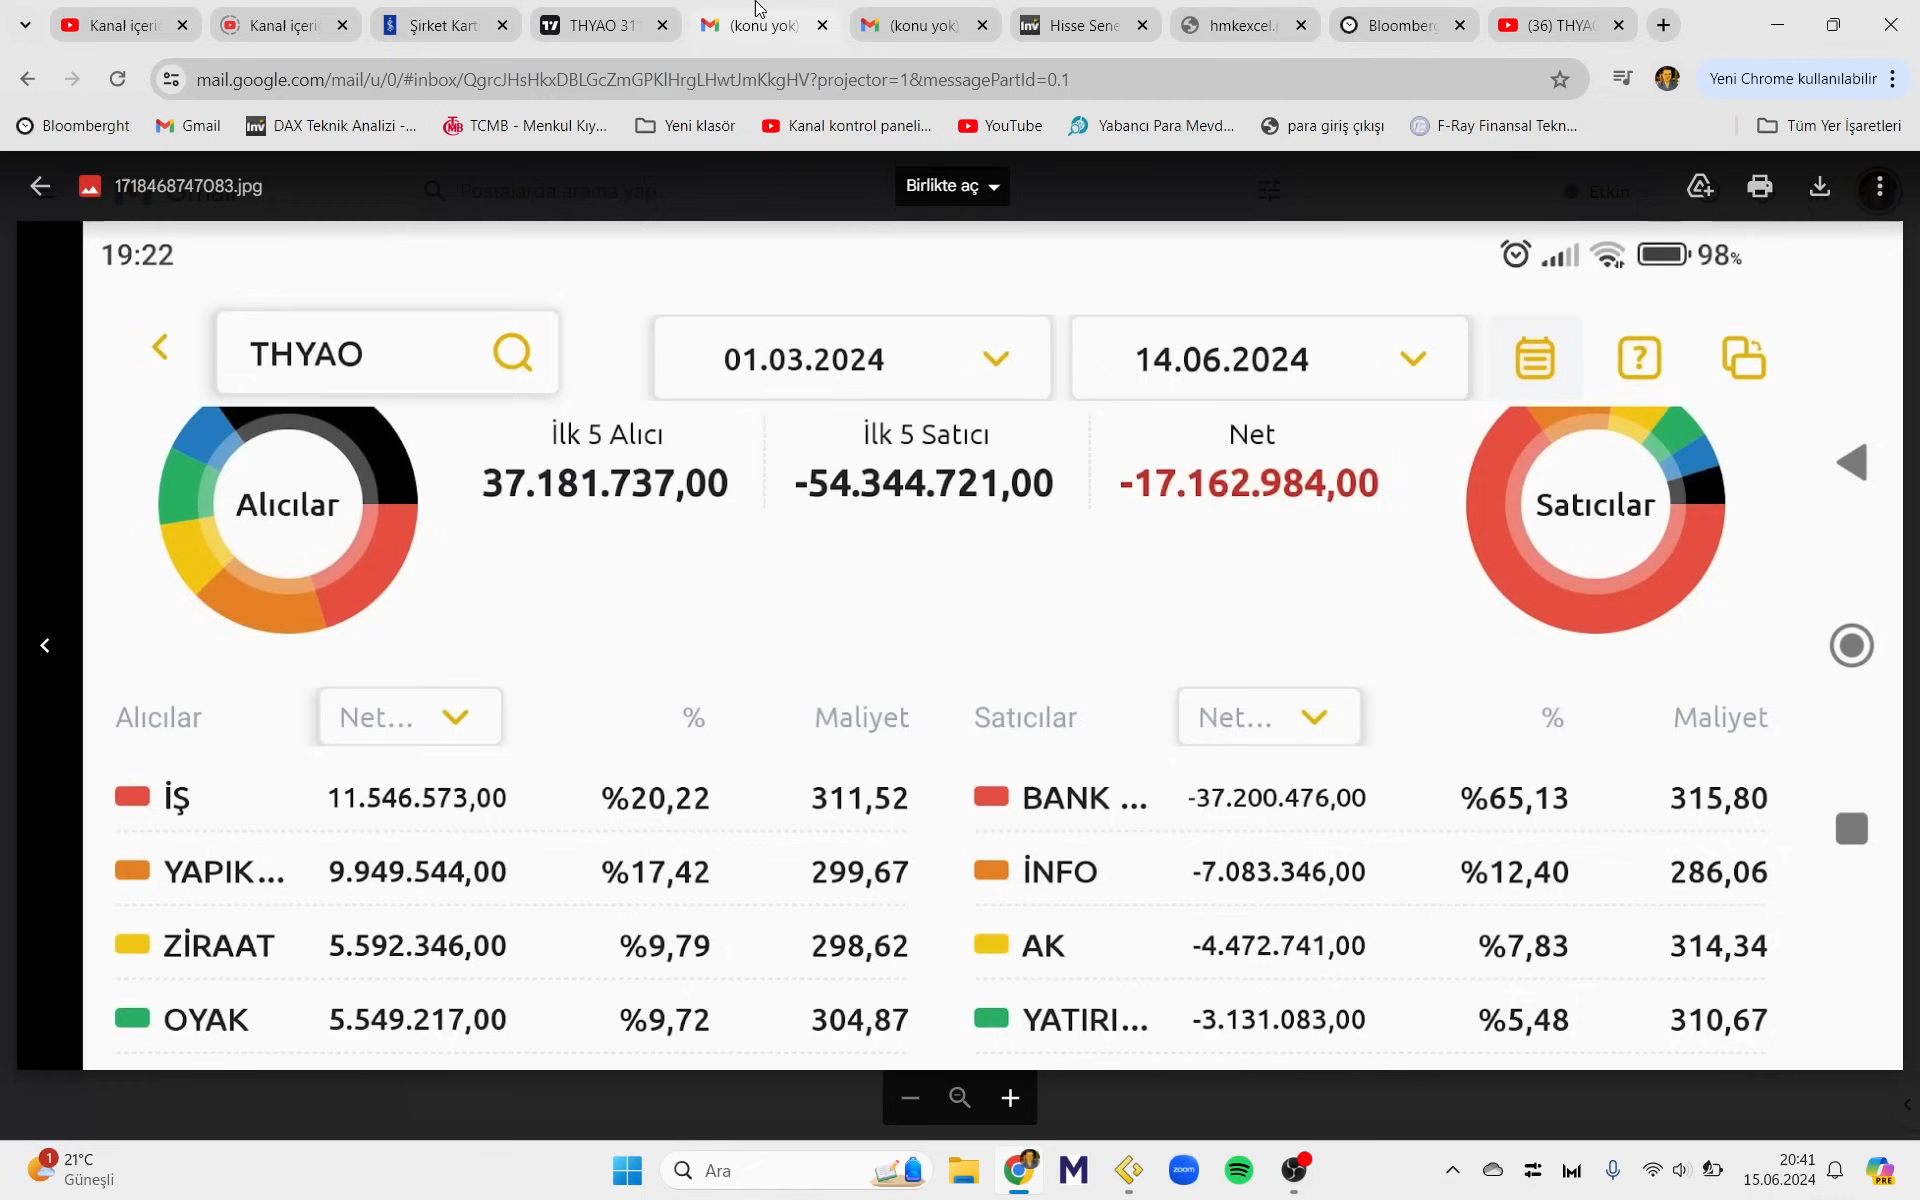 Kanal içeri
Kanal içeri
Şirket Kart
THYAO 31
(konu yok)
(konu yok)
Hisse Sene
hmkexcel.
Bloomberg
(36) THYA
mail.google.com/mail/u/0/#inbox/QgrcJHsHkxDBLGcZmGPKlHrgLHwtJmKkgHV?projector=1&messagePartId=0.1
Yeni Chrome kullanılabilir
Bloomberght
Gmail
DAX Teknik Analizi -...
TCMB - Menkul Kıy...
Yeni klasör
Kanal kontrol paneli...
YouTube
Yabancı Para Mevd...
para giriş çıkışı
F-Ray Finansal Tekn...
Tüm Yer İşaretleri
1718468747083.jpg
Gmail
Postalarda arama yap
Birlikte aç
Etkin
19:22
98%
THYAO
01.03.2024
14.06.2024
Alıcılar
İlk 5 Alıcı
37.181.737,00
İlk 5 Satıcı
-54.344.721,00
Net
-17.162.984,00
Satıcılar
Alıcılar Net... % Maliyet Satıcılar Net... % Maliyet
İŞ 11.546.573,00 %20,22 311,52 BANK ... -37.200.476,00 %65,13 315,80
YAPIK... 9.949.544,00 %17,42 299,67 İNFO -7.083.346,00 %12,40 286,06
ZİRAAT 5.592.346,00 %9,79 298,62 AK -4.472.741,00 %7,83 314,34
OYAK 5.549.217,00 %9,72 304,87 YATIRI... -3.131.083,00 %5,48 310,67
1
21°C
Güneşli
Ara
zoom
20:41
15.06.2024
PRE